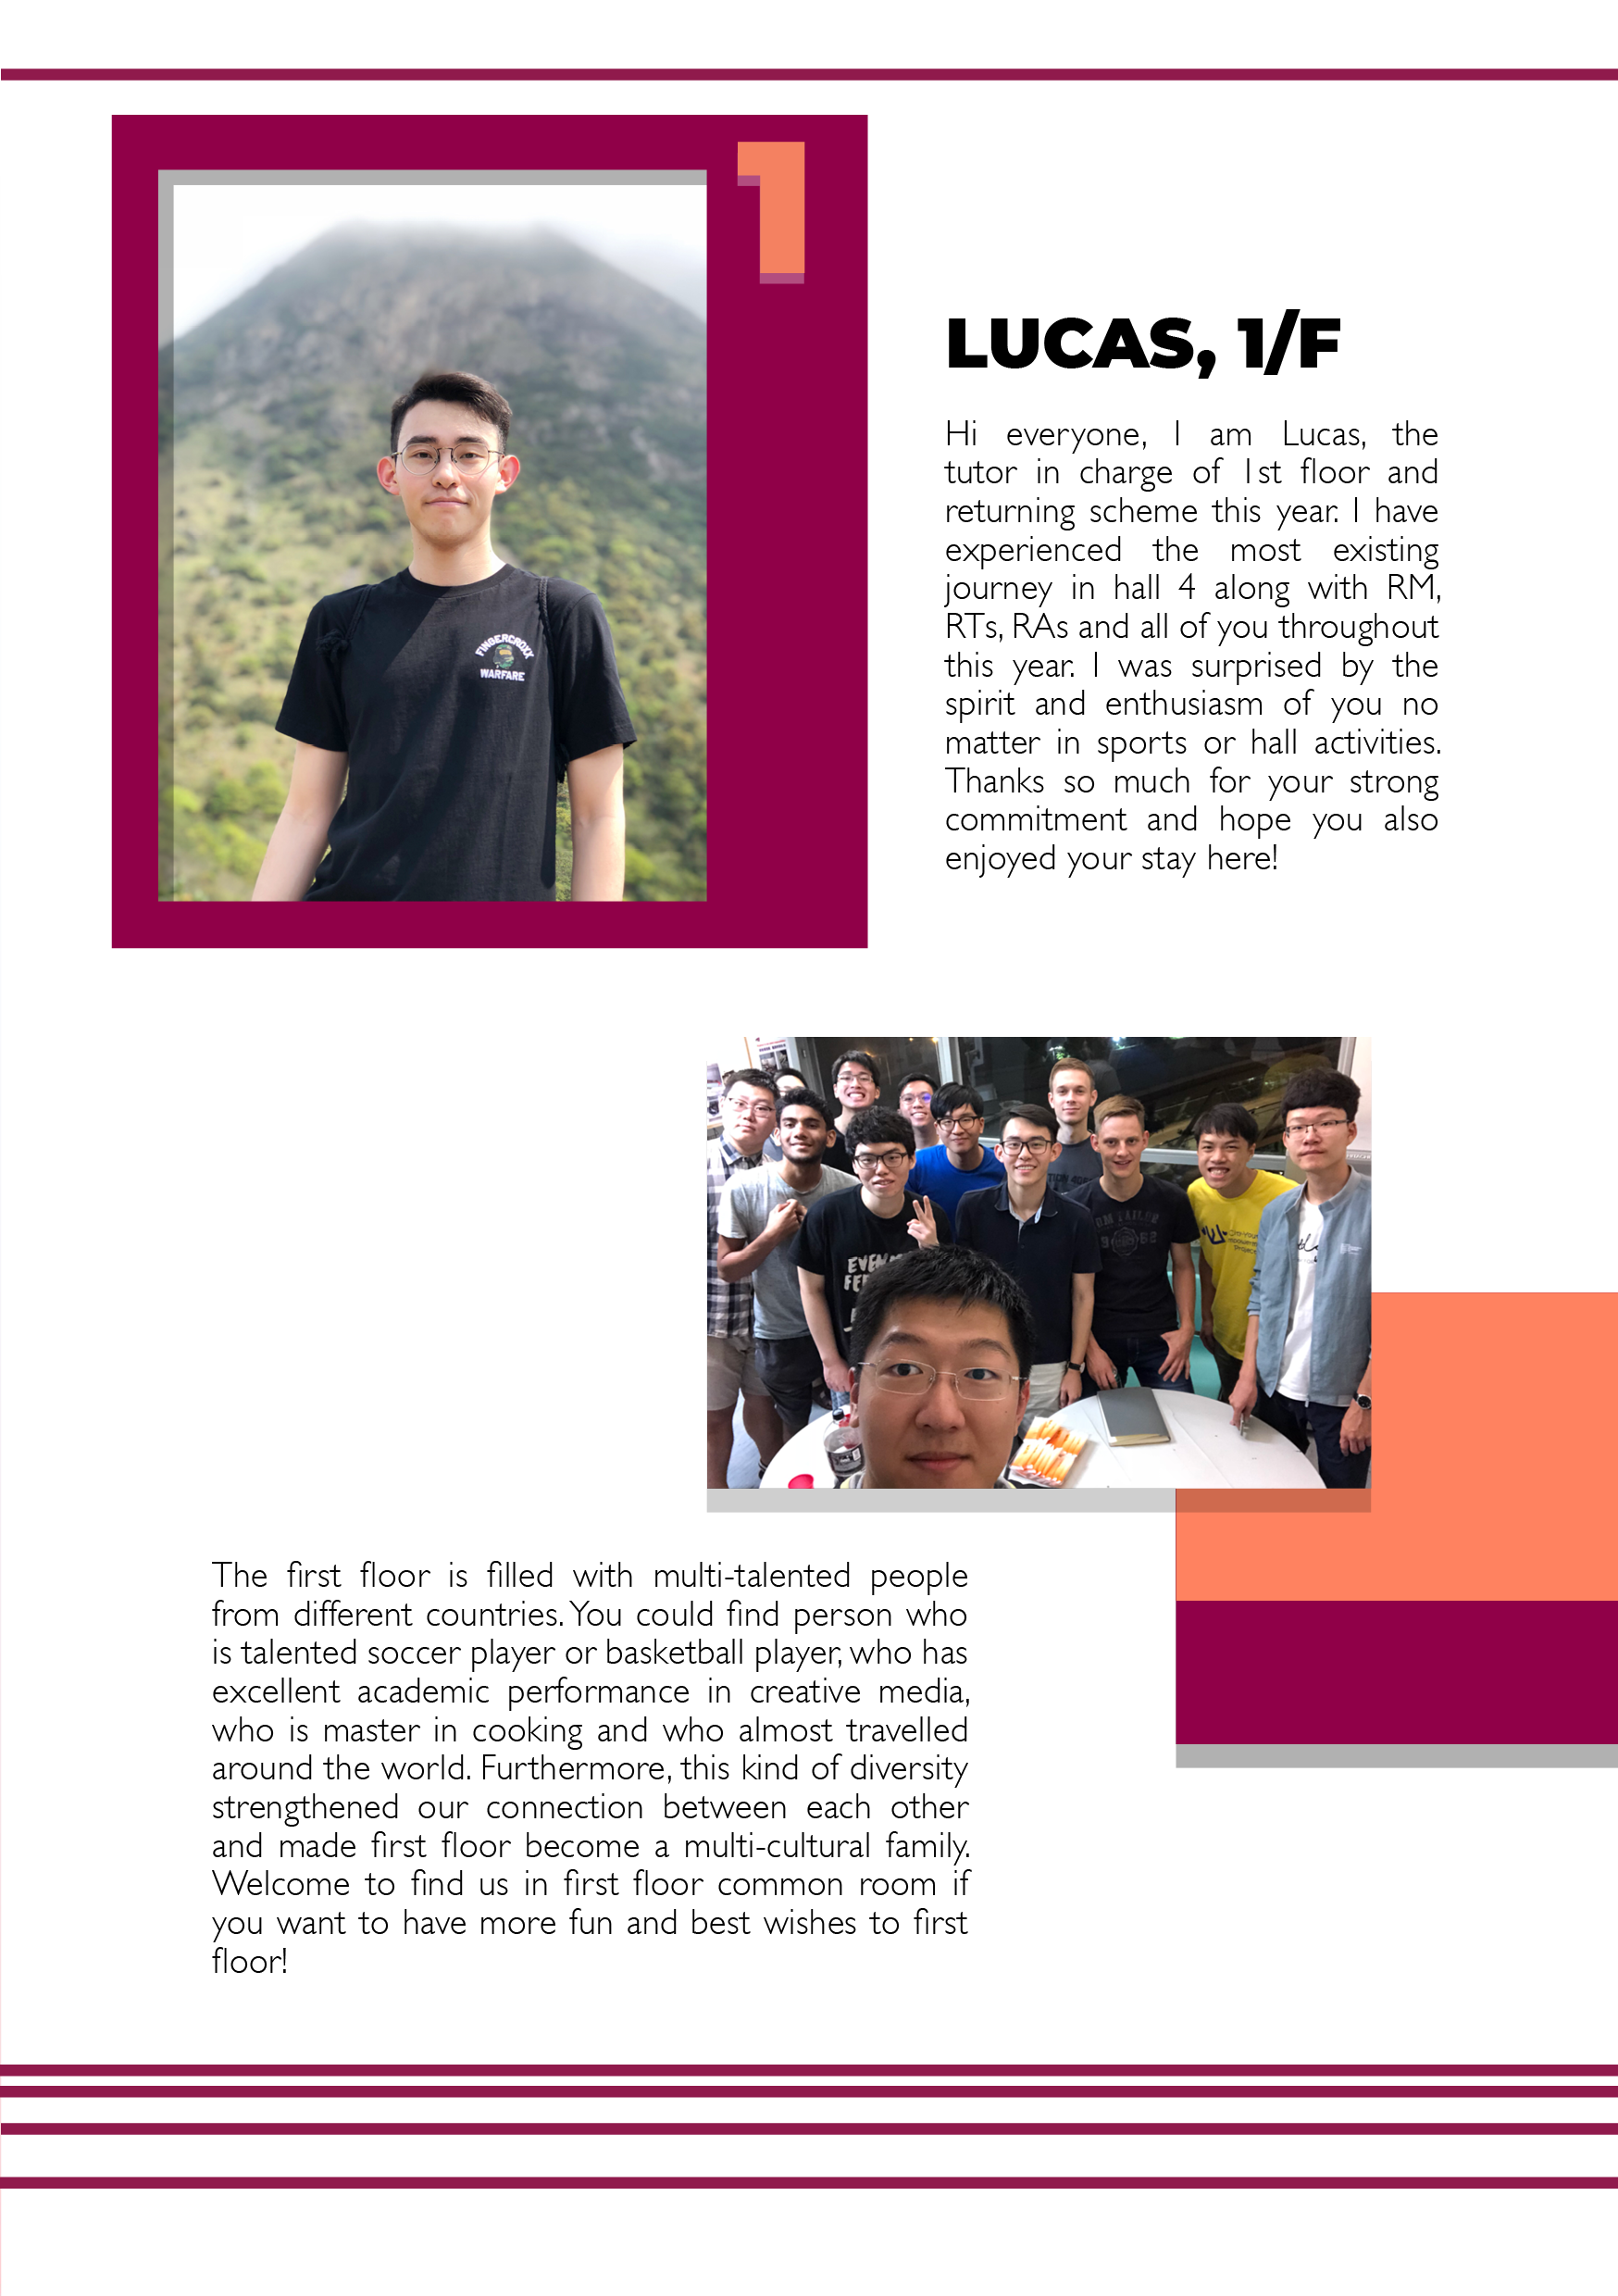 1
LUCAS, 1/F
Hi everyone, I am Lucas, the
tutor in charge of 1st floor and
returning scheme this year. I have
experienced the most existing
journey in hall 4 along with RM,
RTs, RAs and all of you throughout
this year. I was surprised by the
spirit and enthusiasm of you no
matter in sports or hall activities.
Thanks so much for your strong
commitment and hope you also
enjoyed your stay here!
FINGERCROXX
WARFARE
The first floor is filled with multi-talented people
from different countries. You could find person who
is talented soccer player or basketball player, who has
excellent academic performance in creative media,
who is master in cooking and who almost travelled
around the world. Furthermore, this kind of diversity
strengthened our connection between each other
and made first floor become a multi-cultural family.
Welcome to find us in first floor common room if
you want to have more fun and best wishes to first
floor!